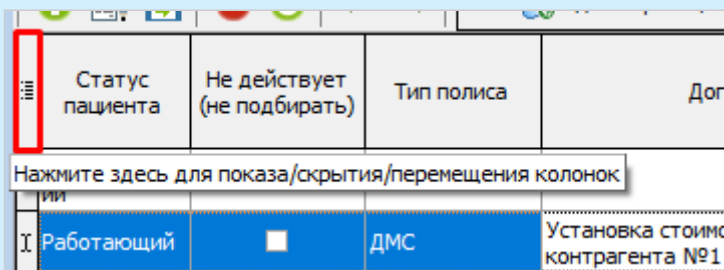 Статус
пациента
Не действует
(не подбирать)
Тип полиса
Нажмите здесь для показа/скрытия/перемещения колонок
Работающий
ДМС
Установка стоимо
контрагента №1